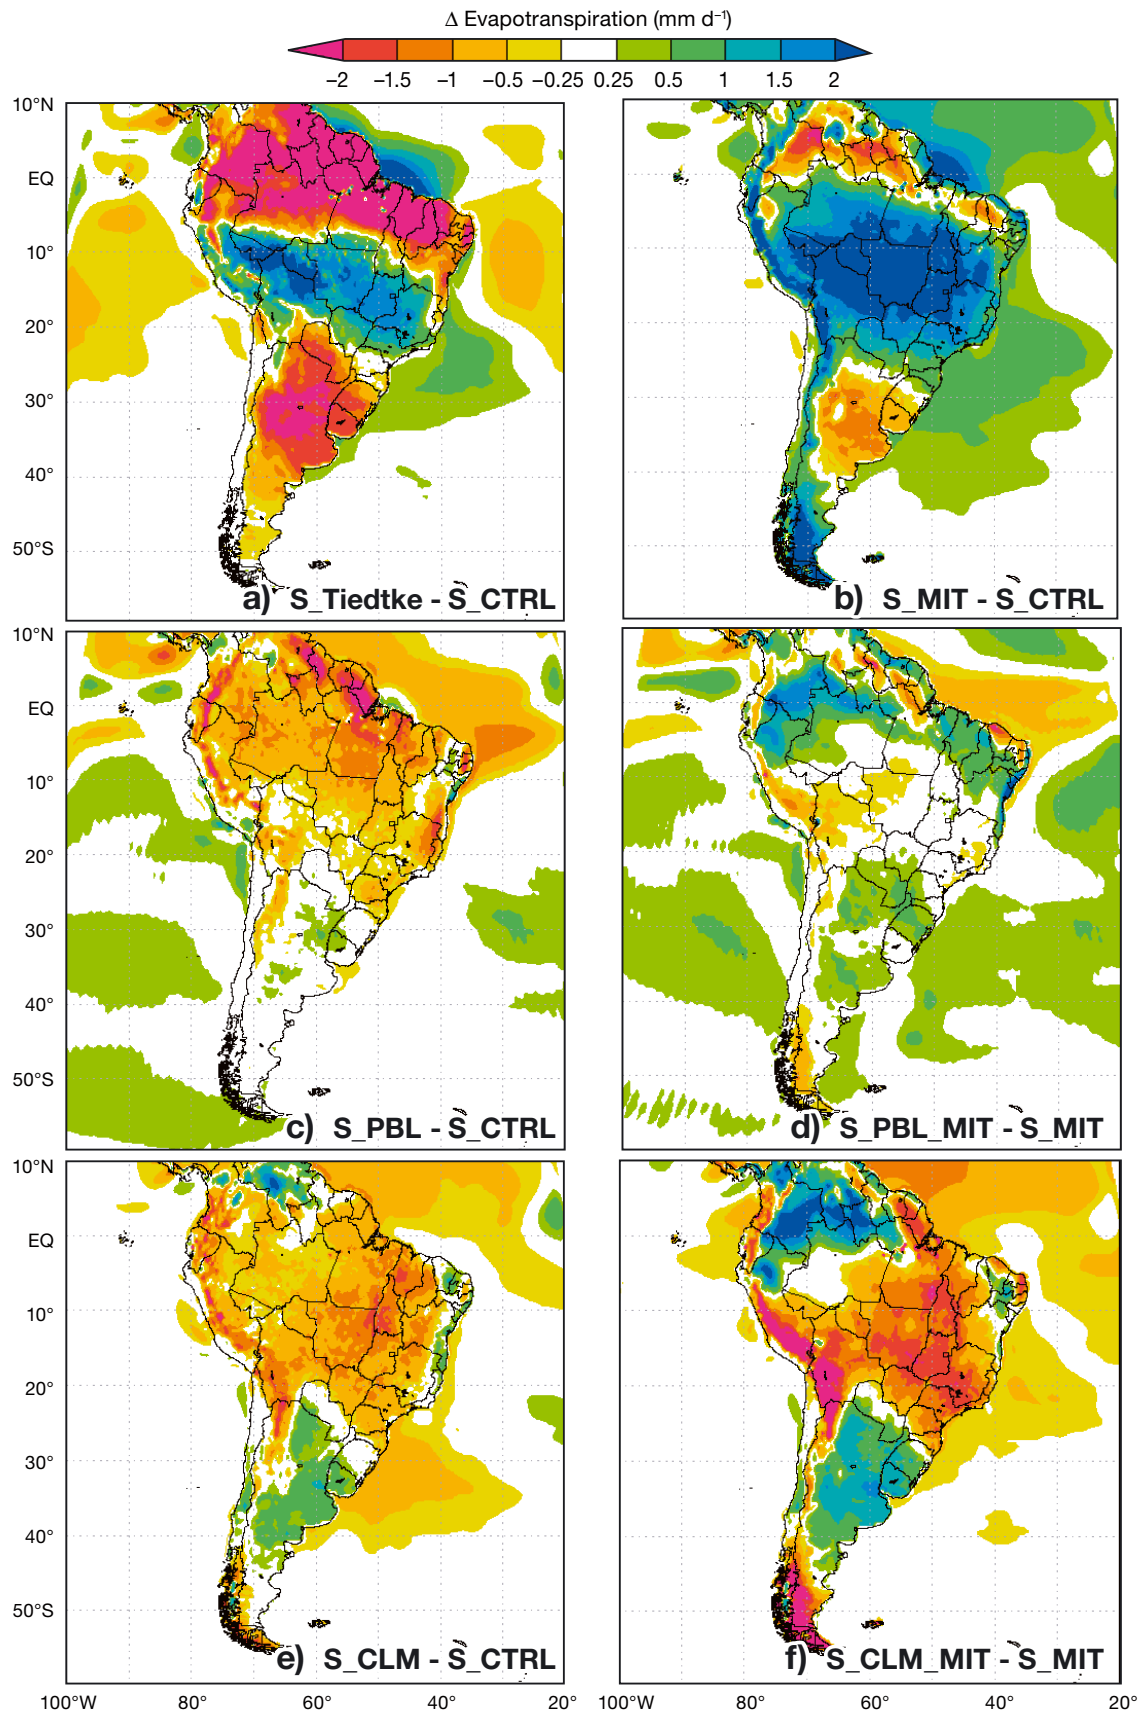 Δ Evapotranspiration (mm d⁻¹)
−2 −1.5 −1 −0.5 −0.25 0.25 0.5 1 1.5 2
10°N
EQ
10°
20°
30°
40°
50°S
a) S_Tiedtke - S_CTRL
b) S_MIT - S_CTRL
10°N
EQ
10°
20°
30°
40°
50°S
c) S_PBL - S_CTRL
d) S_PBL_MIT - S_MIT
10°N
EQ
10°
20°
30°
40°
50°S
e) S_CLM - S_CTRL
f) S_CLM_MIT - S_MIT
100°W 80° 60° 40° 20° 100°W 80° 60° 40° 20°